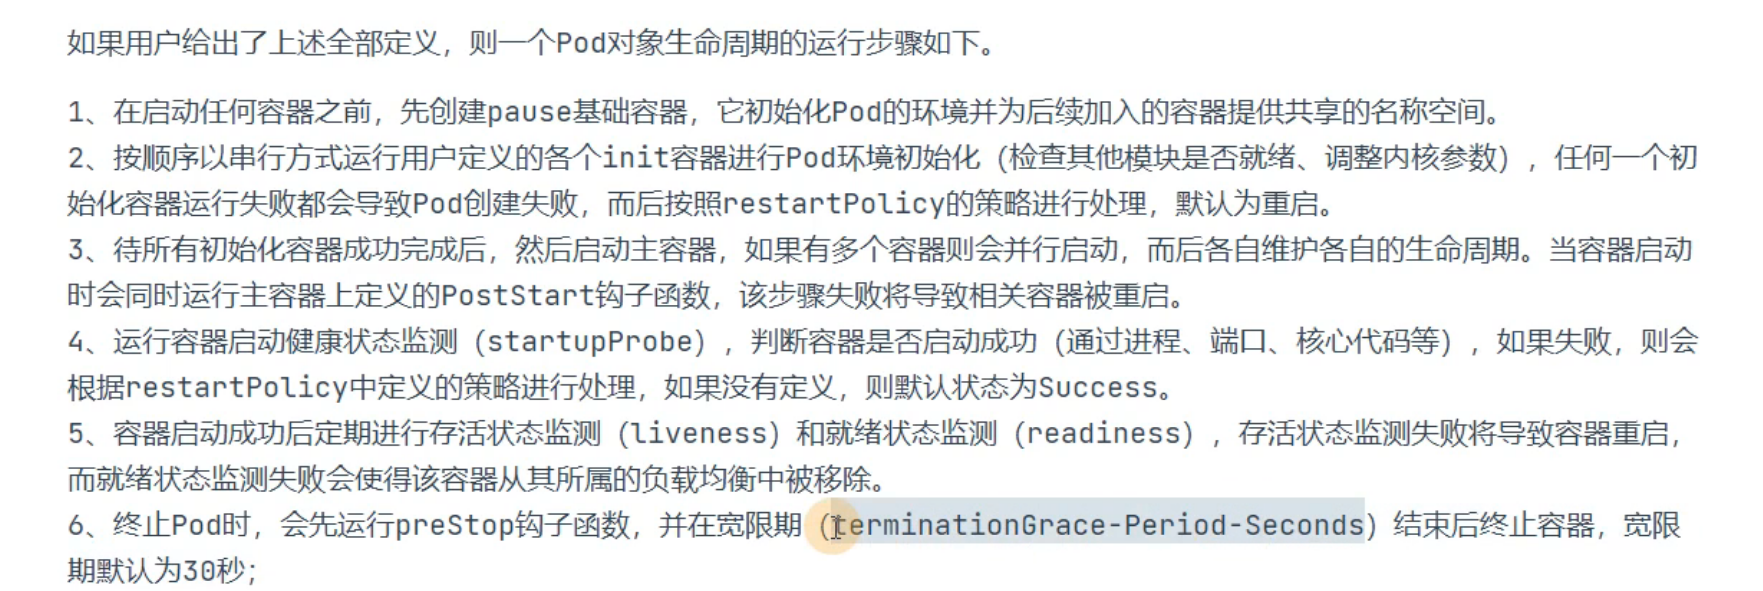 如果用户给出了上述全部定义，则一个Pod对象生命周期的运行步骤如下。
1、在启动任何容器之前，先创建pause基础容器，它初始化Pod的环境并为后续加入的容器提供共享的名称空间。
2、按顺序以串行方式运行用户定义的各个init容器进行Pod环境初始化（检查其他模块是否就绪、调整内核参数），任何一个初
始化容器运行失败都会导致Pod创建失败，而后按照restartPolicy的策略进行处理，默认为重启。
3、待所有初始化容器成功完成后，然后启动主容器，如果有多个容器则会并行启动，而后各自维护各自的生命周期。当容器启动
时会同时运行主容器上定义的PostStart钩子函数，该步骤失败将导致相关容器被重启。
4、运行容器启动健康状态监测（startupProbe），判断容器是否启动成功（通过进程、端口、核心代码等），如果失败，则会
根据restartPolicy中定义的策略进行处理，如果没有定义，则默认状态为Success。
5、容器启动成功后定期进行存活状态监测（liveness）和就绪状态监测（readiness），存活状态监测失败将导致容器重启，
而就绪状态监测失败会使得该容器从其所属的负载均衡中被移除。
6、终止Pod时，会先运行preStop钩子函数，并在宽限期（terminationGrace-Period-Seconds）结束后终止容器，宽限
期默认为30秒；